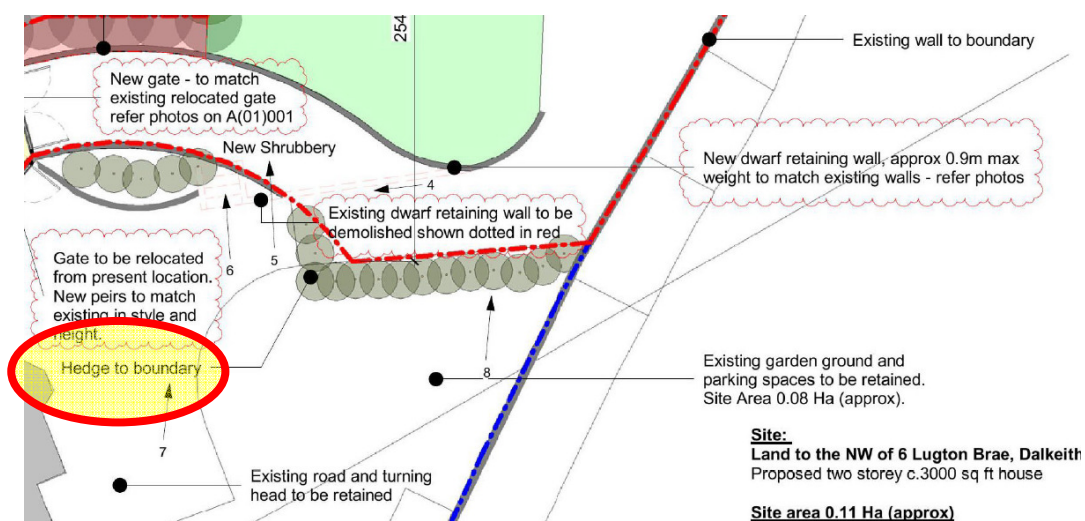 254
Existing wall to boundary
New gate - to match
existing relocated gate
refer photos on A(01)001
New Shrubbery
4
New dwarf retaining wall, approx 0.9m max
weight to match existing walls - refer photos
Existing dwarf retaining wall to be
demolished shown dotted in red
Gate to be relocated
from present location.
New peirs to match
existing in style and
height.
6
5
Hedge to boundary
8
7
Existing garden ground and
parking spaces to be retained.
Site Area 0.08 Ha (approx).
Existing road and turning
head to be retained
Site:
Land to the NW of 6 Lugton Brae, Dalkeith
Proposed two storey c.3000 sq ft house
Site area 0.11 Ha (approx)